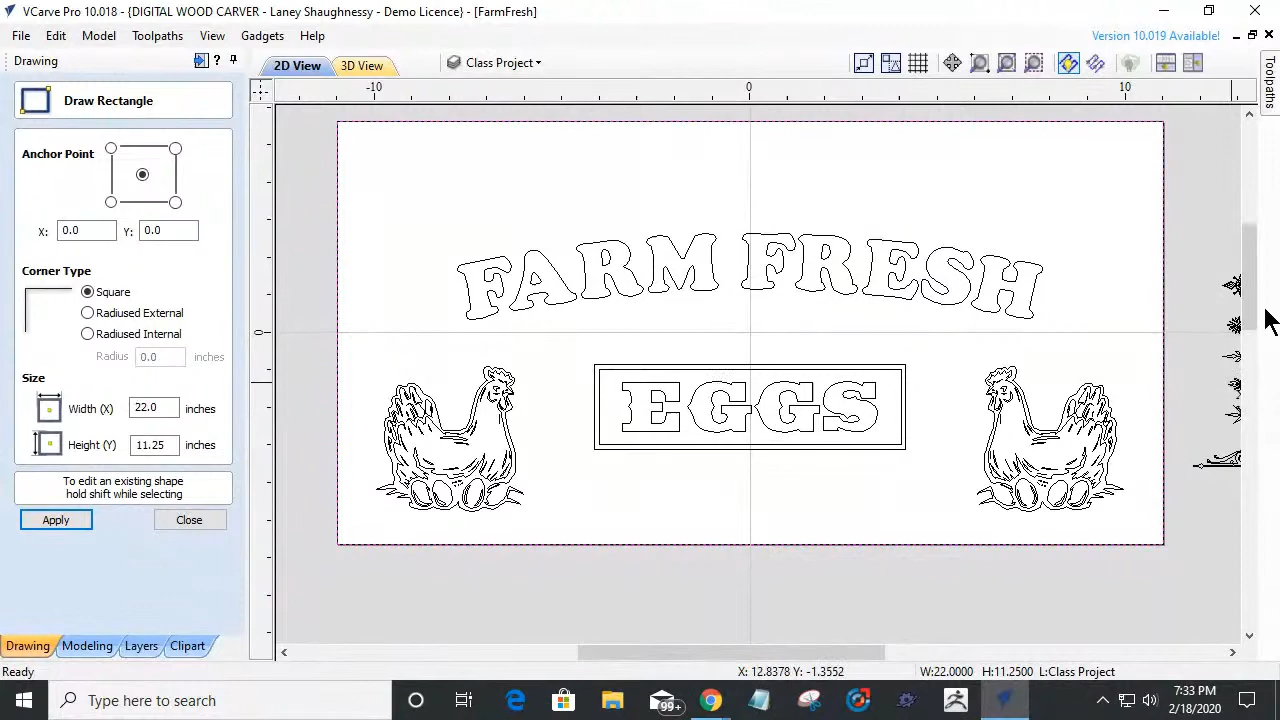 VCarve Pro 10.018 - {DIGITAL WOOD CARVER - Laney Shaughnessy - Demo Licence} - [FarmFresh]
File Edit Model Toolpaths View Gadgets Help Version 10.019 Available!
Drawing ?
2D View 3D View Class Project
Toolpaths
Draw Rectangle
-10 0 10
Anchor Point
X: 0.0 Y: 0.0
Corner Type
Square
Radiused External
Radiused Internal
Radius 0.0 inches
Size
Width (X) 22.0 inches
Height (Y) 11.25 inches
To edit an existing shape
hold shift while selecting
Apply Close
0
FARM FRESH
EGGS
Drawing Modeling Layers Clipart
Ready X: 12.8378 Y: -1.3552 W:22.0000 H:11.2500 L:Class Project
Type here to search
99+
7:33 PM
2/18/2020